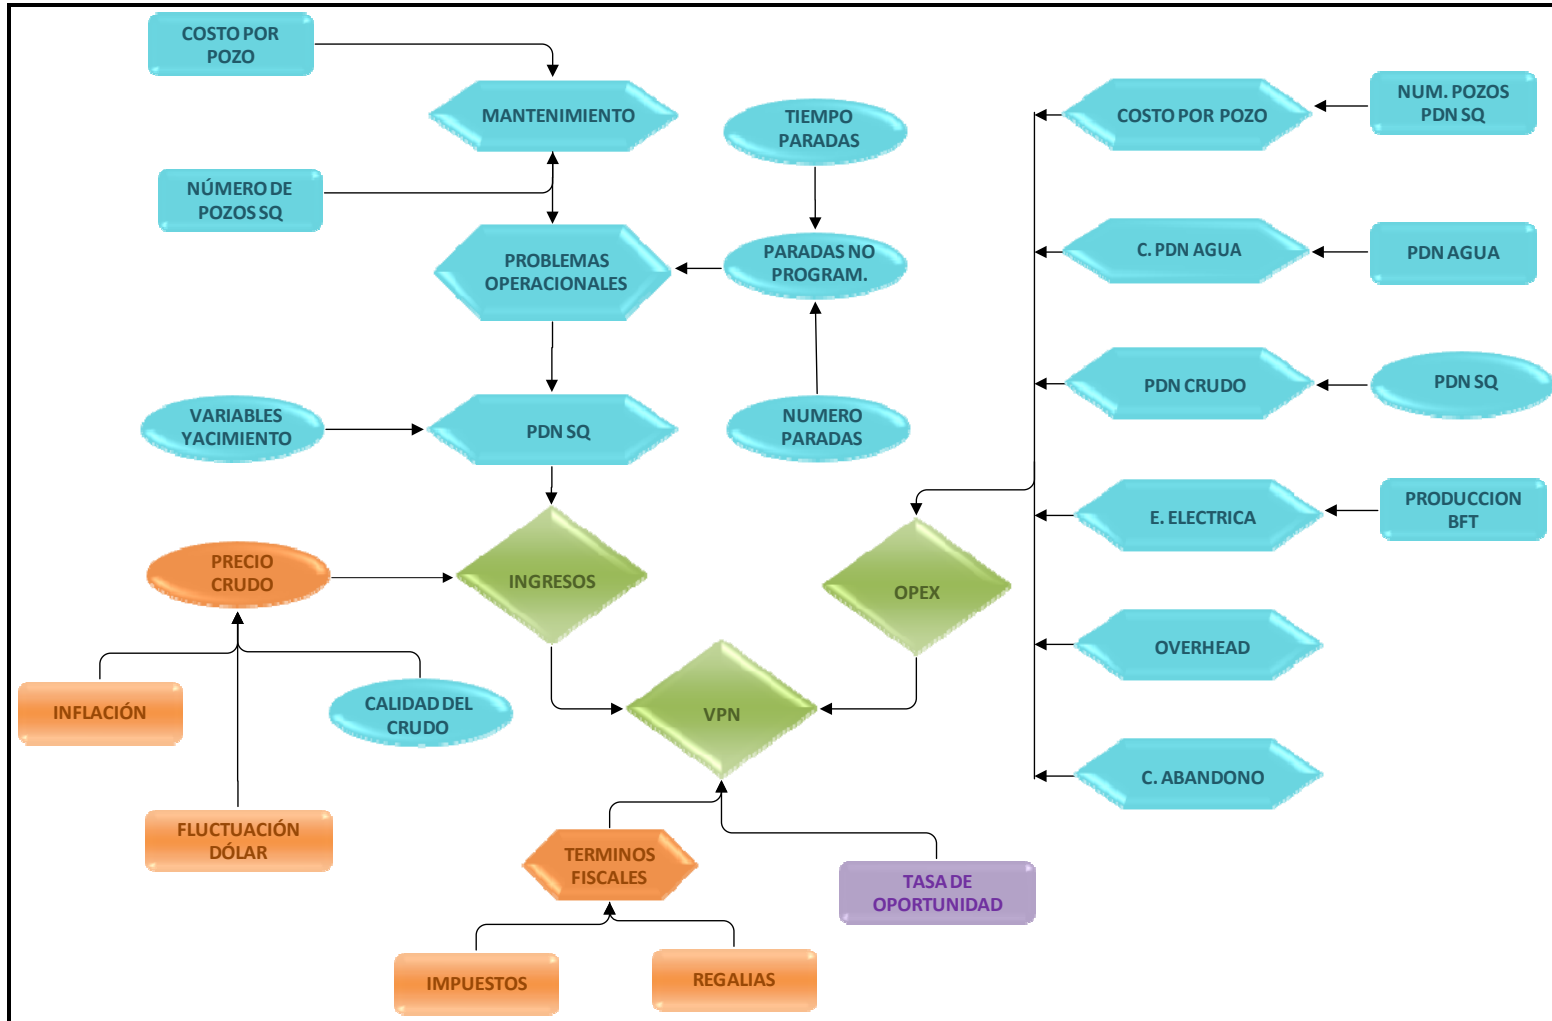 COSTO POR
POZO
MANTENIMIENTO
TIEMPO
PARADAS
COSTO POR POZO
NUM. POZOS
PDN SQ
NÚMERO DE
POZOS SQ
PROBLEMAS
OPERACIONALES
PARADAS NO
PROGRAM.
C. PDN AGUA
PDN AGUA
VARIABLES
YACIMIENTO
PDN SQ
NUMERO
PARADAS
PDN CRUDO
PDN SQ
E. ELECTRICA
PRODUCCION
BFT
PRECIO
CRUDO
INGRESOS
OPEX
OVERHEAD
INFLACIÓN
CALIDAD DEL
CRUDO
VPN
C. ABANDONO
FLUCTUACIÓN
DÓLAR
TERMINOS
FISCALES
TASA DE
OPORTUNIDAD
IMPUESTOS
REGALIAS